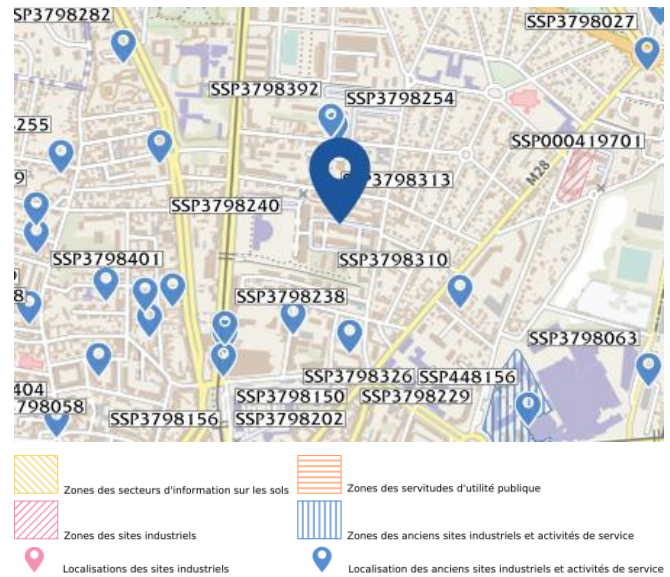 SSP3798282
SSP3798027
SSP3798392
SSP3798254
3255
SSP000419701
M28
9
SSP3798313
SSP3798240
SSP3798401
SSP3798310
8
SSP3798238
SSP3798063
SSP3798326
SSP448156
404
SSP3798150
SSP3798229
798058
SSP3798156
SSP3798202
Zones des secteurs d'information sur les sols
Zones des servitudes d'utilité publique
Zones des sites industriels
Zones des anciens sites industriels et activités de service
Localisations des sites industriels
Localisation des anciens sites industriels et activités de service